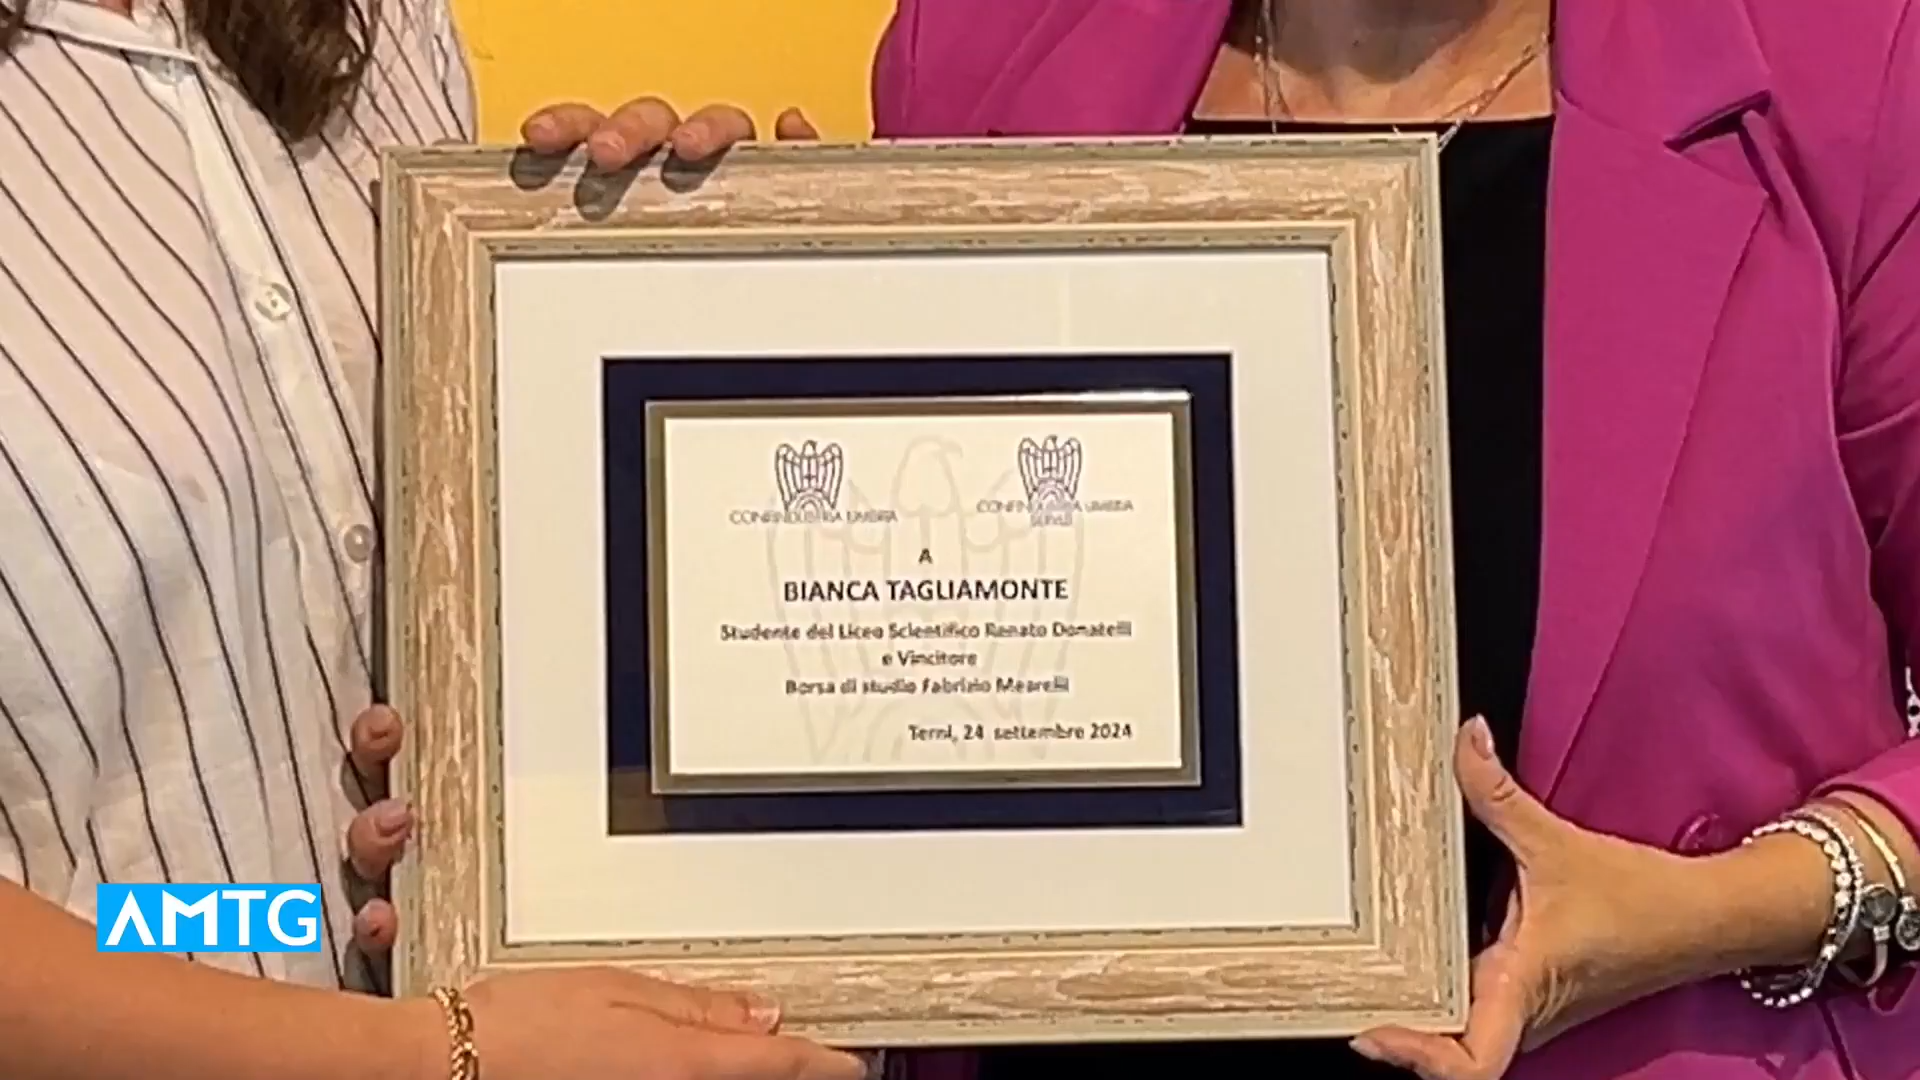 CONFINDUSTRIA UMBRIA
CONFINDUSTRIA UMBRIA
SERVIZI
A
BIANCA TAGLIAMONTE
Studente del Liceo Scientifico Renato Donatelli
e Vincitore
Borsa di studio Fabrizio Mearelli
Terni, 24 settembre 2024
AMTG